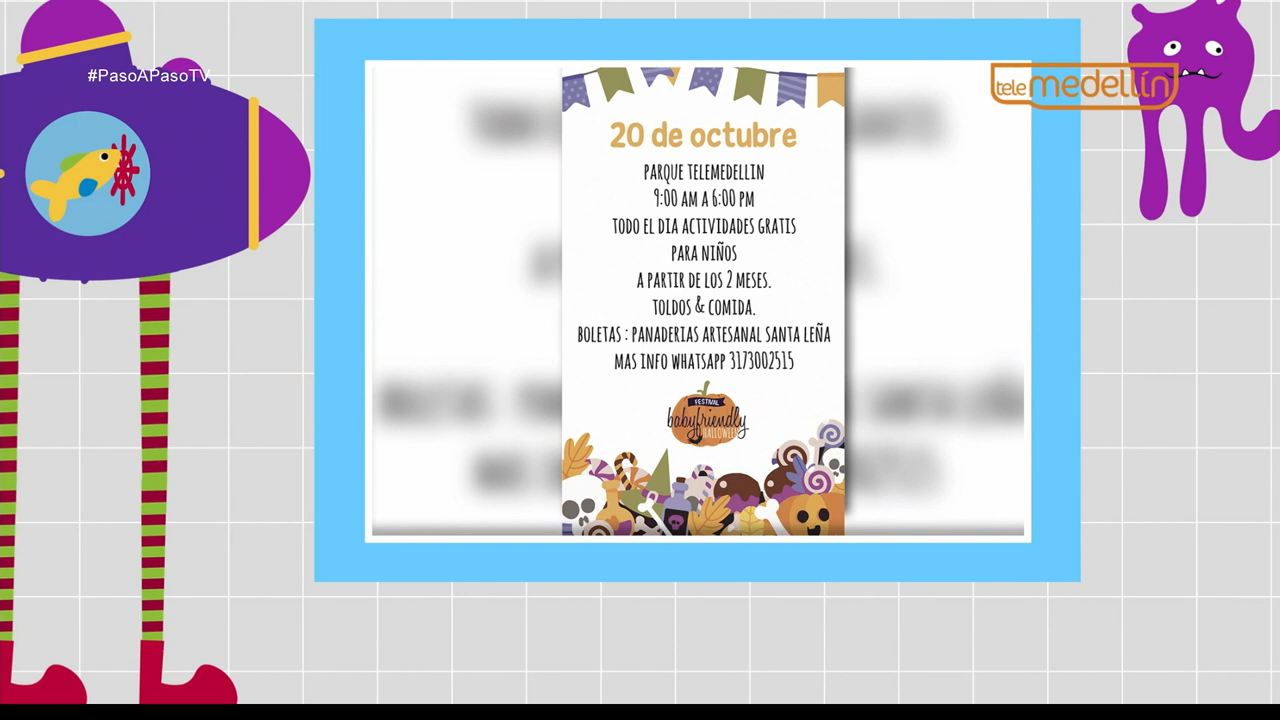 #PasoAPasoTV
tele medellín
20 de octubre
PARQUE TELEMEDELLIN
9:00 AM A 6:00 PM
TODO EL DIA ACTIVIDADES GRATIS
PARA NIÑOS
A PARTIR DE LOS 2 MESES.
TOLDOS & COMIDA.
BOLETAS : PANADERIAS ARTESANAL SANTA LEÑA
MAS INFO WHATSAPP 3173002515
FESTIVAL
babyfriendly
HALLOWEEN